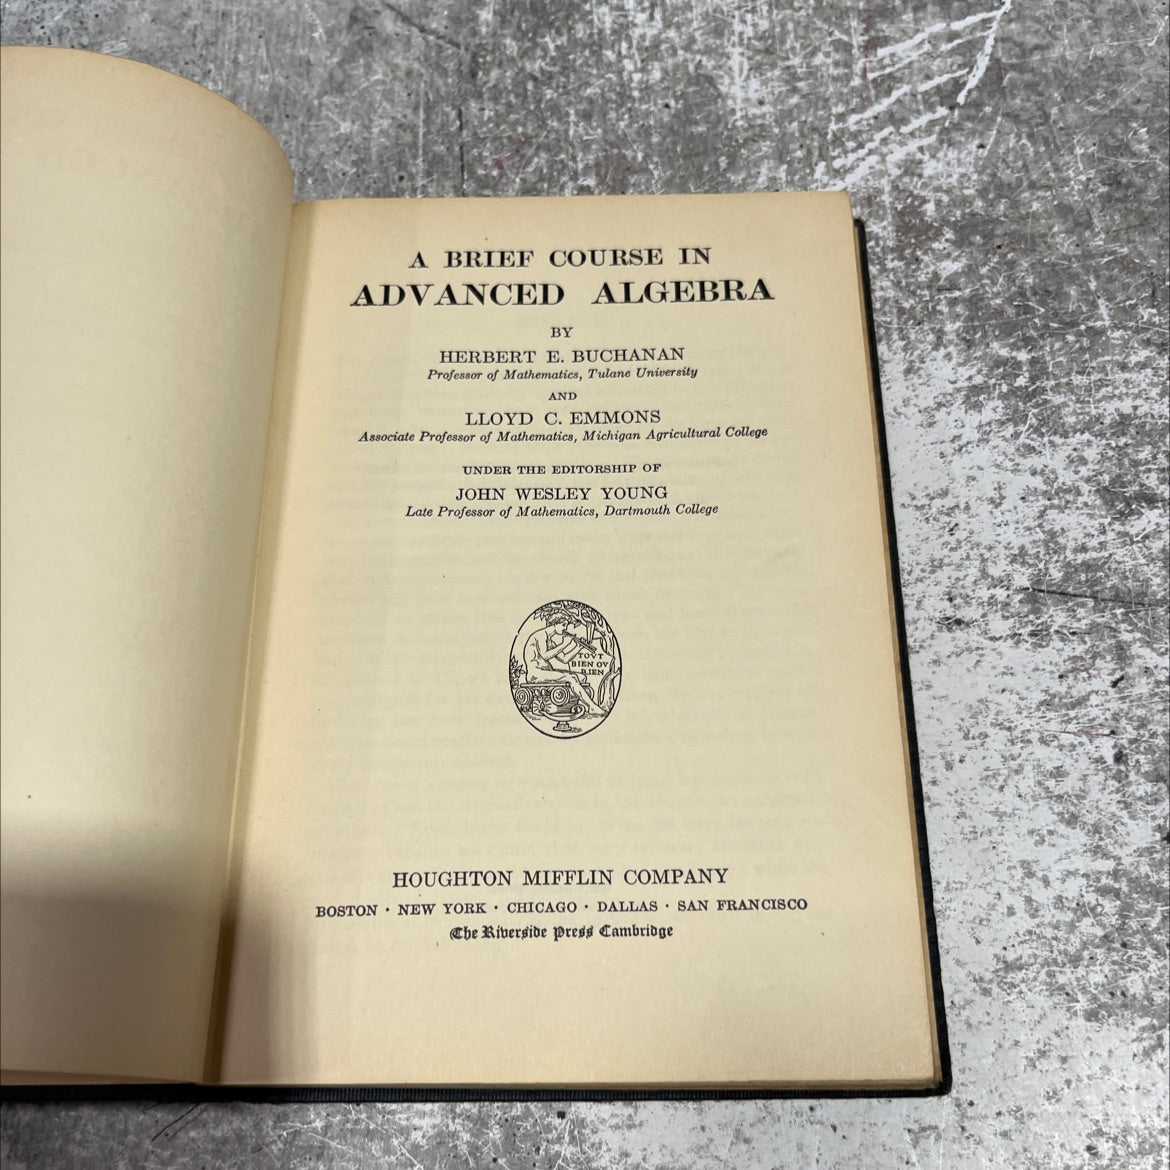 A BRIEF COURSE IN
ADVANCED ALGEBRA
BY
HERBERT E. BUCHANAN
Professor of Mathematics, Tulane University
AND
LLOYD C. EMMONS
Associate Professor of Mathematics, Michigan Agricultural College
UNDER THE EDITORSHIP OF
JOHN WESLEY YOUNG
Late Professor of Mathematics, Dartmouth College
TOVT
BIEN OV
RIEN
HOUGHTON MIFFLIN COMPANY
BOSTON · NEW YORK · CHICAGO · DALLAS · SAN FRANCISCO
The Riverside Press Cambridge